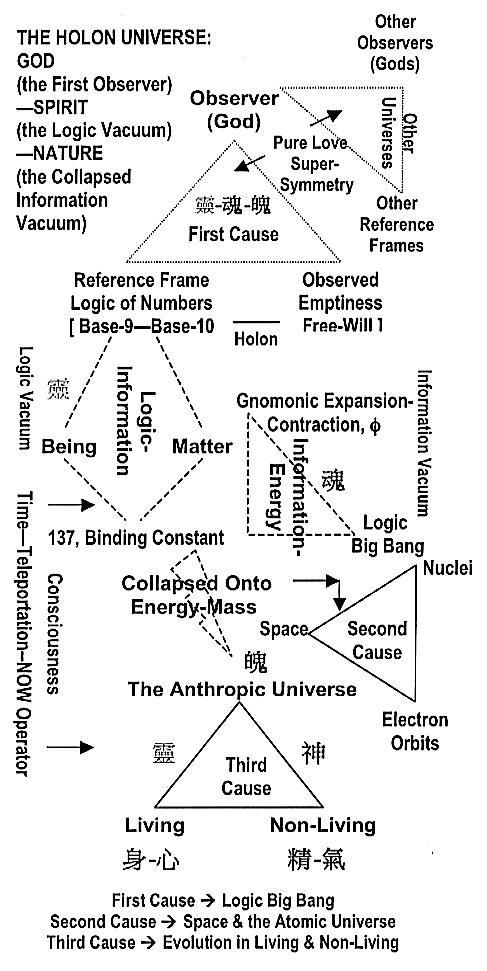 THE HOLON UNIVERSE:
GOD
(the First Observer)
—SPIRIT
(the Logic Vacuum)
—NATURE
(the Collapsed
Information
Vacuum)
Other
Observers
(Gods)
Observer
(God)
Other
Universes
Pure Love
Super-
Symmetry
Other
Reference
Frames
靈-魂-魄
First Cause
Reference Frame
Logic of Numbers
[ Base-9—Base-10
Holon
Observed
Emptiness
Free-Will ]
Logic Vacuum
靈
Logic-
Information
Being
Matter
Gnomonic Expansion-
Contraction, ϕ
Information Vacuum
Information-
Energy
魂
Logic
Big Bang
137, Binding Constant
Time—Teleportation–NOW Operator
Consciousness
Collapsed Onto
Energy-Mass
魄
Nuclei
Space
Second
Cause
Electron
Orbits
The Anthropic Universe
靈
神
Third
Cause
Living
Non-Living
身-心
精-氣
First Cause → Logic Big Bang
Second Cause → Space & the Atomic Universe
Third Cause → Evolution in Living & Non-Living